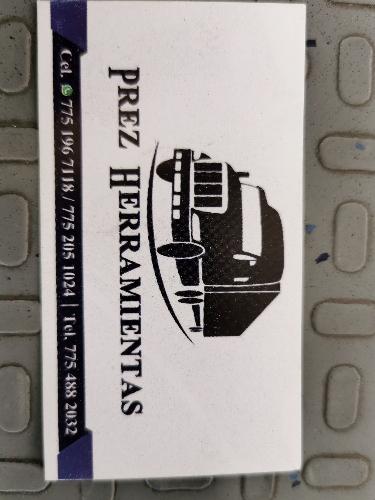 PREZ HERRAMIENTAS
Cel. 775 196 7118 / 775 205 1024 | Tel. 775 488 2032